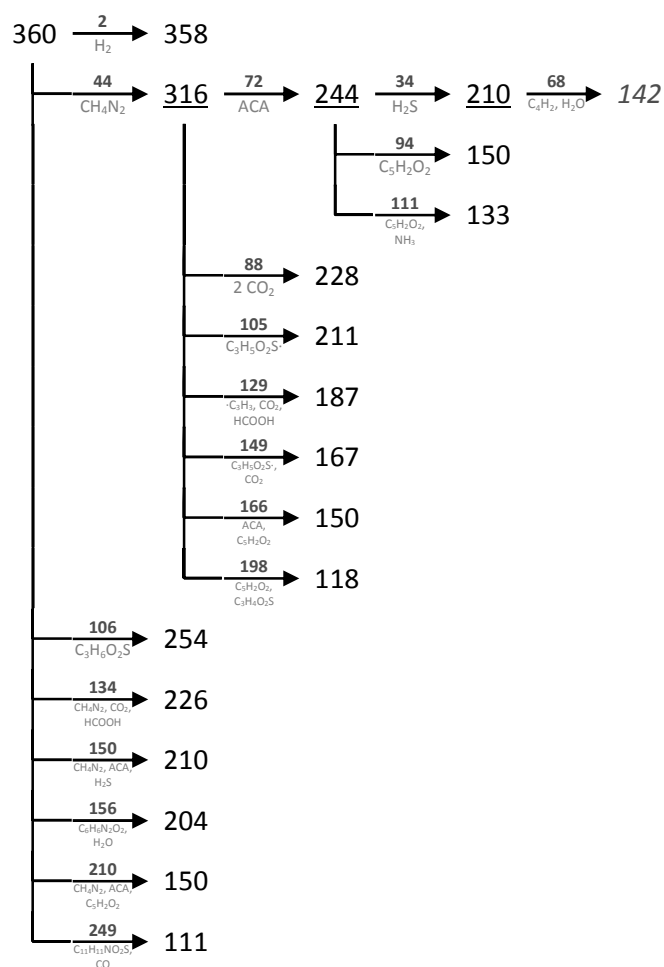 360
2
H₂
358
44
CH₄N₂
316
72
ACA
244
34
H₂S
210
68
C₄H₂, H₂O
142
94
C₅H₂O₂
150
111
C₅H₂O₂,
NH₃
133
88
2 CO₂
228
105
C₃H₅O₂S·
211
129
·C₃H₃, CO₂,
HCOOH
187
149
C₃H₅O₂S·,
CO₂
167
166
ACA,
C₅H₂O₂
150
198
C₅H₂O₂,
C₃H₄O₂S
118
106
C₃H₆O₂S
254
134
CH₄N₂, CO₂,
HCOOH
226
150
CH₄N₂, ACA,
H₂S
210
156
C₆H₆N₂O₂,
H₂O
204
210
CH₄N₂, ACA,
C₅H₂O₂
150
249
C₁₁H₁₁NO₂S,
CO
111